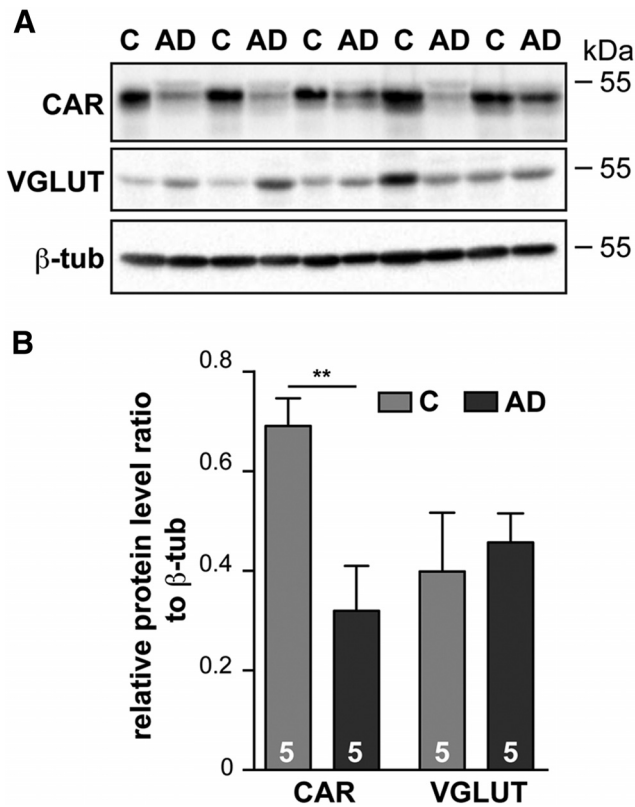 A
C AD C AD C AD C AD C AD
kDa
CAR
55
VGLUT
55
β-tub
55
B
0.8
**
C AD
0.6
0.4
0.2
0
relative protein level ratio
to β-tub
5 5 5 5
CAR VGLUT